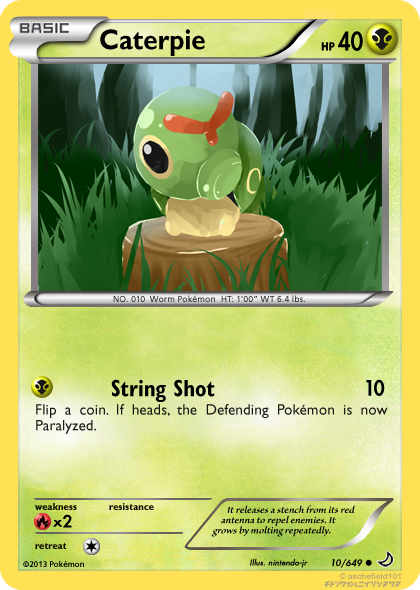 BASIC
Caterpie
HP 40
NO. 010 Worm Pokémon HT: 1'00" WT 6.4 lbs.
String Shot 10
Flip a coin. If heads, the Defending Pokémon is now
Paralyzed.
weakness resistance
x2
It releases a stench from its red
antenna to repel enemies. It
grows by molting repeatedly.
retreat
©2013 Pokémon
Illus. nintendo-jr
10/649
© aschefield101